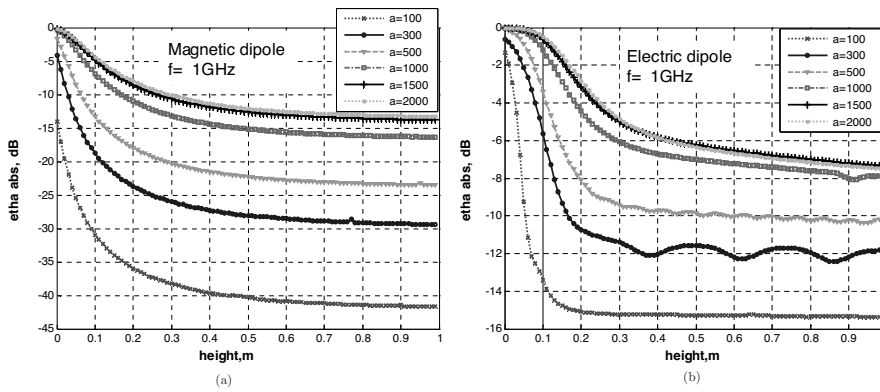 Magnetic dipole
f= 1GHz
a=100
a=300
a=500
a=1000
a=1500
a=2000
0
-5
-10
-15
-20
-25
-30
-35
-40
-45
etha abs, dB
0 0.1 0.2 0.3 0.4 0.5 0.6 0.7 0.8 0.9 1
height,m
(a)
Electric dipole
f= 1GHz
a=100
a=300
a=500
a=1000
a=1500
a=2000
0
-2
-4
-6
-8
-10
-12
-14
-16
etha abs, dB
0 0.1 0.2 0.3 0.4 0.5 0.6 0.7 0.8 0.9
height,m
(b)